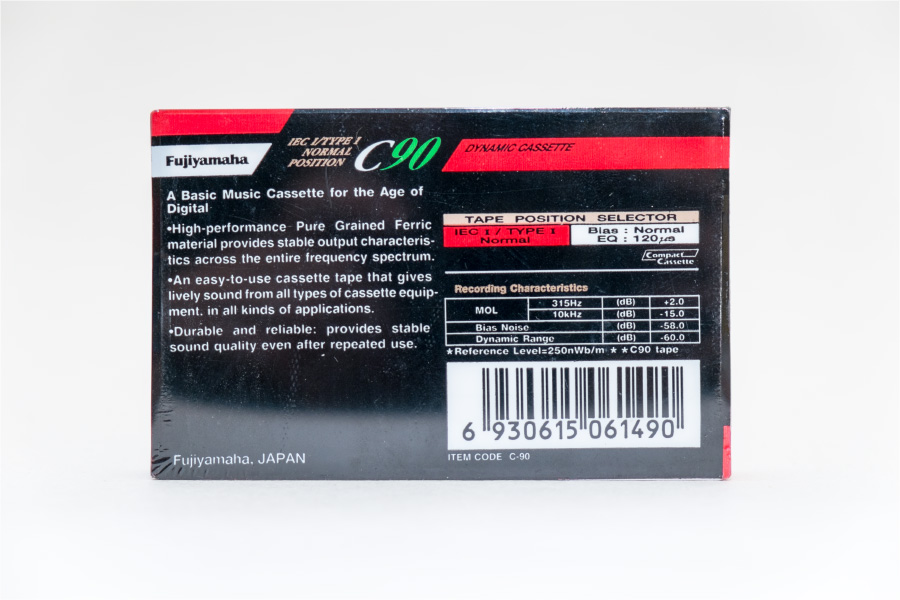 Fujiyamaha
IEC I/TYPE I
NORMAL
POSITION
C90
DYNAMIC CASSETTE
A Basic Music Cassette for the Age of
Digital
•High-performance Pure Grained Ferric
material provides stable output characteris-
tics across the entire frequency spectrum.
•An easy-to-use cassette tape that gives
lively sound from all types of cassette equip-
ment. in all kinds of applications.
•Durable and reliable: provides stable
sound quality even after repeated use.
Fujiyamaha, JAPAN
TAPE POSITION SELECTOR
IEC I / TYPE I
Normal
Bias : Normal
EQ : 120μs
Compact
Cassette
Recording Characteristics
MOL 315Hz (dB) +2.0
10kHz (dB) -15.0
Bias Noise (dB) -58.0
Dynamic Range (dB) -60.0
★Reference Level=250nWb/m ★ ★C90 tape
6 930615 061490
ITEM CODE C-90